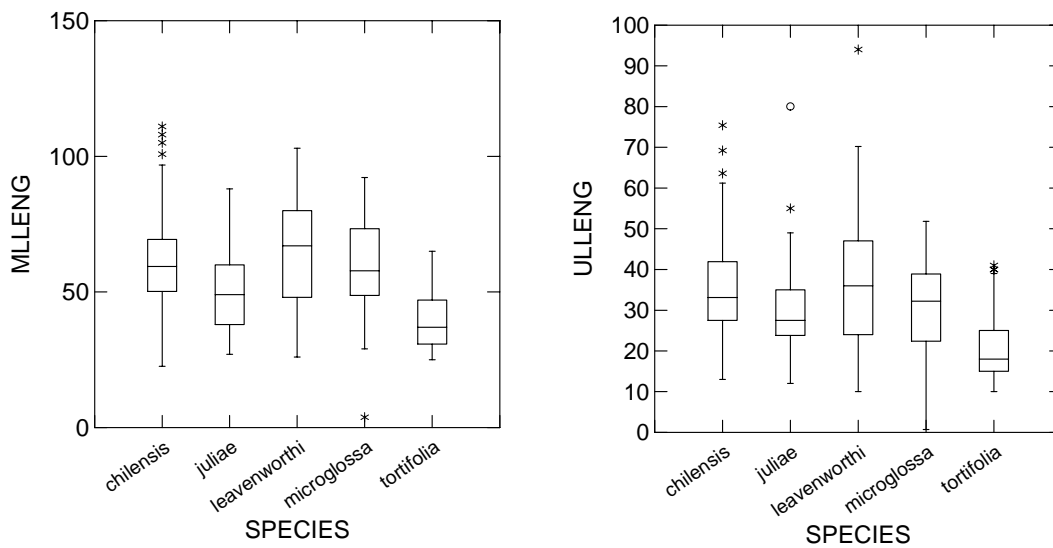 150
100
50
0
MLLENG
chilensis
juliae
leavenworthi
microglossa
tortifolia
SPECIES
100
90
80
70
60
50
40
30
20
10
0
ULLENG
chilensis
juliae
leavenworthi
microglossa
tortifolia
SPECIES